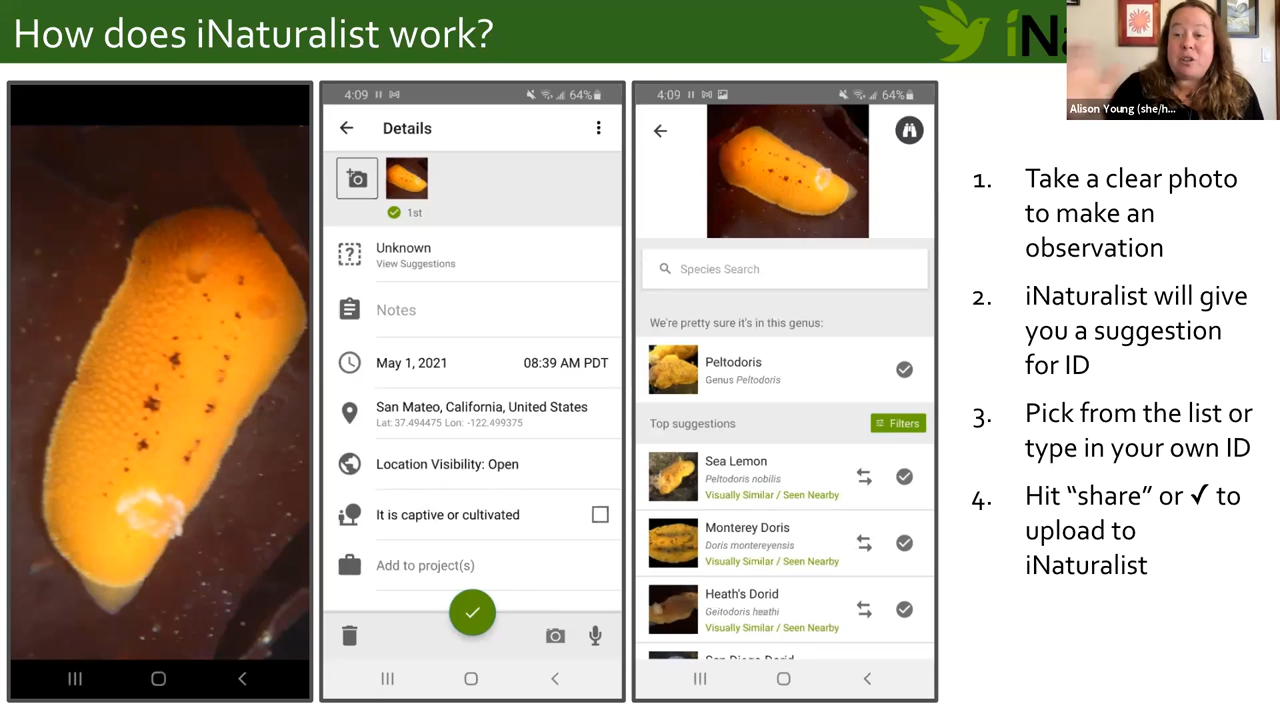 How does iNaturalist work?
iNa
Alison Young (she/h...
4:09
64%
Details
1st
Unknown
View Suggestions
Notes
May 1, 2021 08:39 AM PDT
San Mateo, California, United States
Lat: 37.494475 Lon: -122.499375
Location Visibility: Open
It is captive or cultivated
Add to project(s)
4:09
64%
Species Search
We're pretty sure it's in this genus:
Peltodoris
Genus Peltodoris
Top suggestions
Filters
Sea Lemon
Peltodoris nobilis
Visually Similar / Seen Nearby
Monterey Doris
Doris montereyensis
Visually Similar / Seen Nearby
Heath's Dorid
Geitodoris heathi
Visually Similar / Seen Nearby
San Diego Dorid
1. Take a clear photo
to make an
observation
2. iNaturalist will give
you a suggestion
for ID
3. Pick from the list or
type in your own ID
4. Hit “share” or ✓ to
upload to
iNaturalist